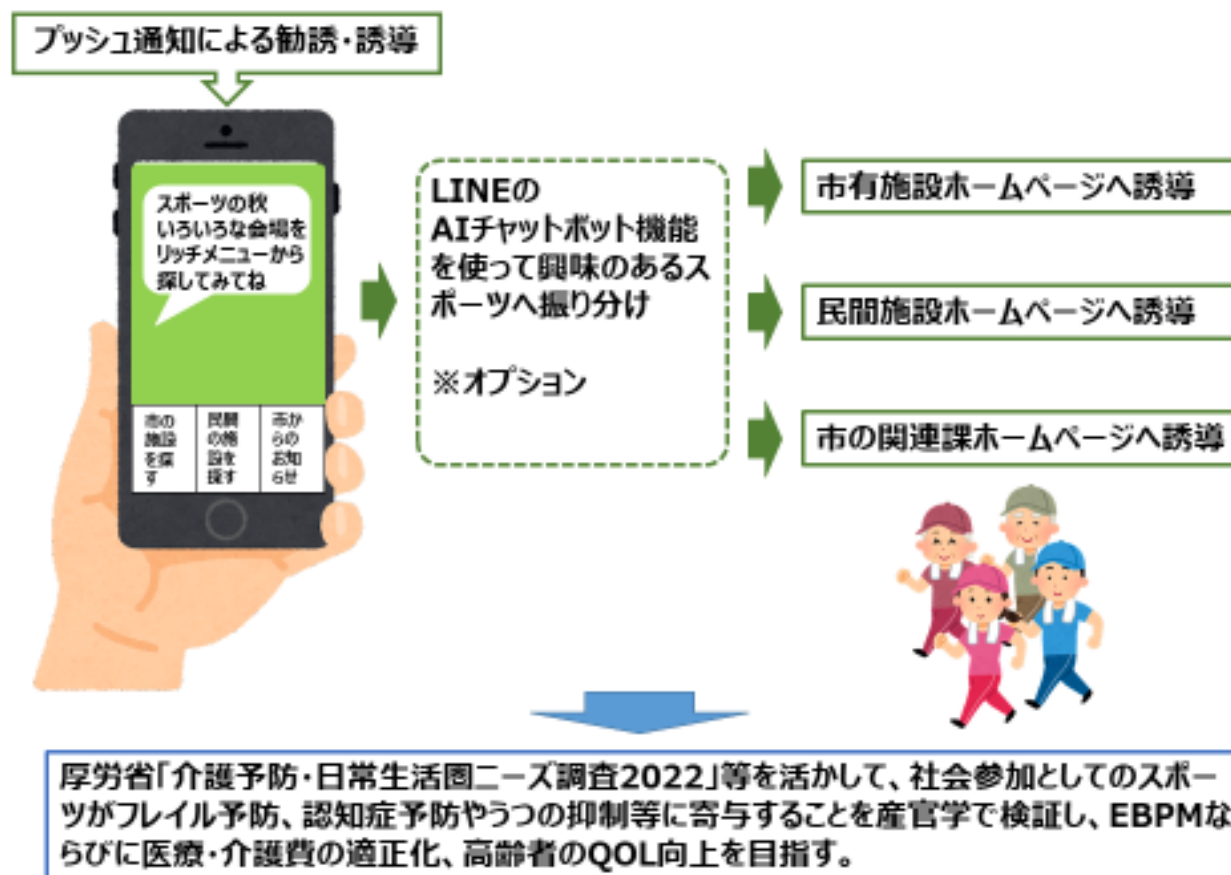 プッシュ通知による勧誘・誘導
スポーツの秋
いろいろな会場を
リッチメニューから
探してみてね
市の
施設
を探
す
民間
の施
設を
探す
市か
らの
お知
らせ
LINEの
AIチャットボット機能
を使って興味のあるス
ポーツへ振り分け
※オプション
市有施設ホームページへ誘導
民間施設ホームページへ誘導
市の関連課ホームページへ誘導
厚労省「介護予防・日常生活圏ニーズ調査2022」等を活かして、社会参加としてのスポー
ツがフレイル予防、認知症予防やうつの抑制等に寄与することを産官学で検証し、EBPMな
らびに医療・介護費の適正化、高齢者のQOL向上を目指す。